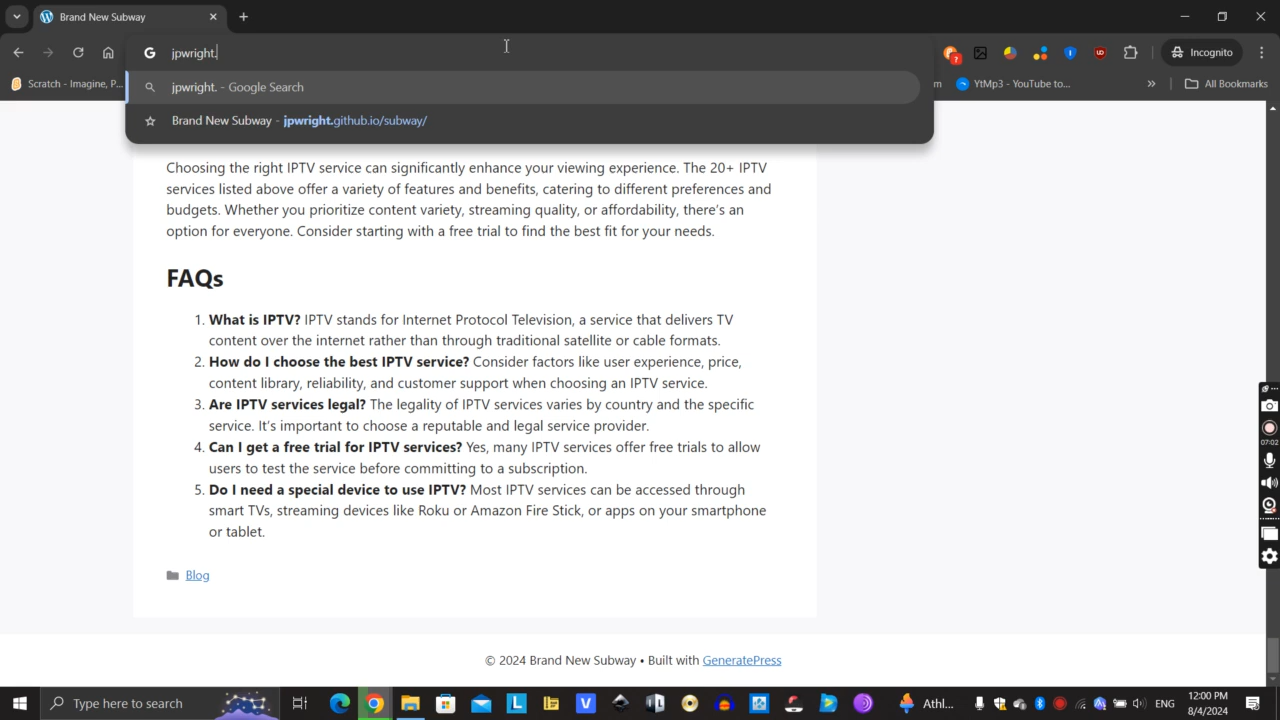 Brand New Subway
jpwright.
Incognito
jpwright. - Google Search
Brand New Subway - jpwright.github.io/subway/
Scratch - Imagine, P...
m
YtMp3 - YouTube to...
All Bookmarks
Choosing the right IPTV service can significantly enhance your viewing experience. The 20+ IPTV
services listed above offer a variety of features and benefits, catering to different preferences and
budgets. Whether you prioritize content variety, streaming quality, or affordability, there's an
option for everyone. Consider starting with a free trial to find the best fit for your needs.
FAQs
1. What is IPTV? IPTV stands for Internet Protocol Television, a service that delivers TV
content over the internet rather than through traditional satellite or cable formats.
2. How do I choose the best IPTV service? Consider factors like user experience, price,
content library, reliability, and customer support when choosing an IPTV service.
3. Are IPTV services legal? The legality of IPTV services varies by country and the specific
service. It's important to choose a reputable and legal service provider.
4. Can I get a free trial for IPTV services? Yes, many IPTV services offer free trials to allow
users to test the service before committing to a subscription.
5. Do I need a special device to use IPTV? Most IPTV services can be accessed through
smart TVs, streaming devices like Roku or Amazon Fire Stick, or apps on your smartphone
or tablet.
Blog
© 2024 Brand New Subway • Built with GeneratePress
07:02
Type here to search
Athl...
ENG
12:00 PM
8/4/2024